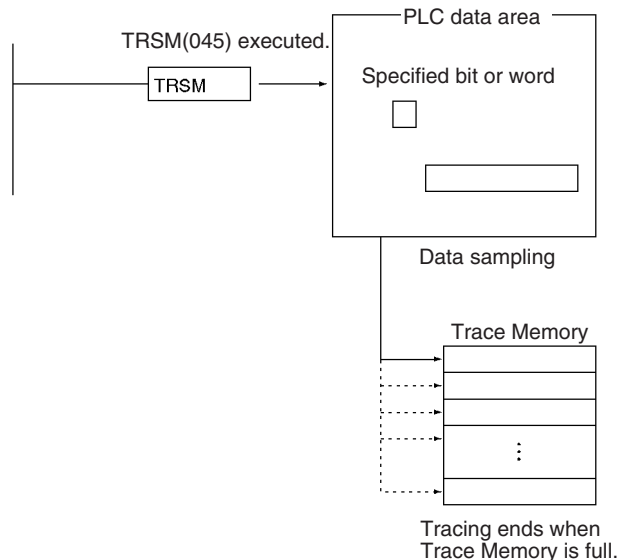 PLC data area
TRSM(045) executed.
Specified bit or word
TRSM
Data sampling
Trace Memory
Tracing ends when
Trace Memory is full.